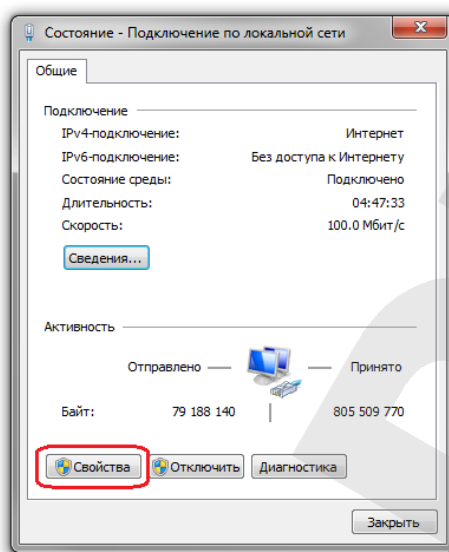 Состояние - Подключение по локальной сети
Общие
Подключение
IPv4-подключение: Интернет
IPv6-подключение: Без доступа к Интернету
Состояние среды: Подключено
Длительность: 04:47:33
Скорость: 100.0 Мбит/с
Сведения...
Активность
Отправлено — — Принято
Байт: 79 188 140 | 805 509 770
Свойства Отключить Диагностика
Закрыть